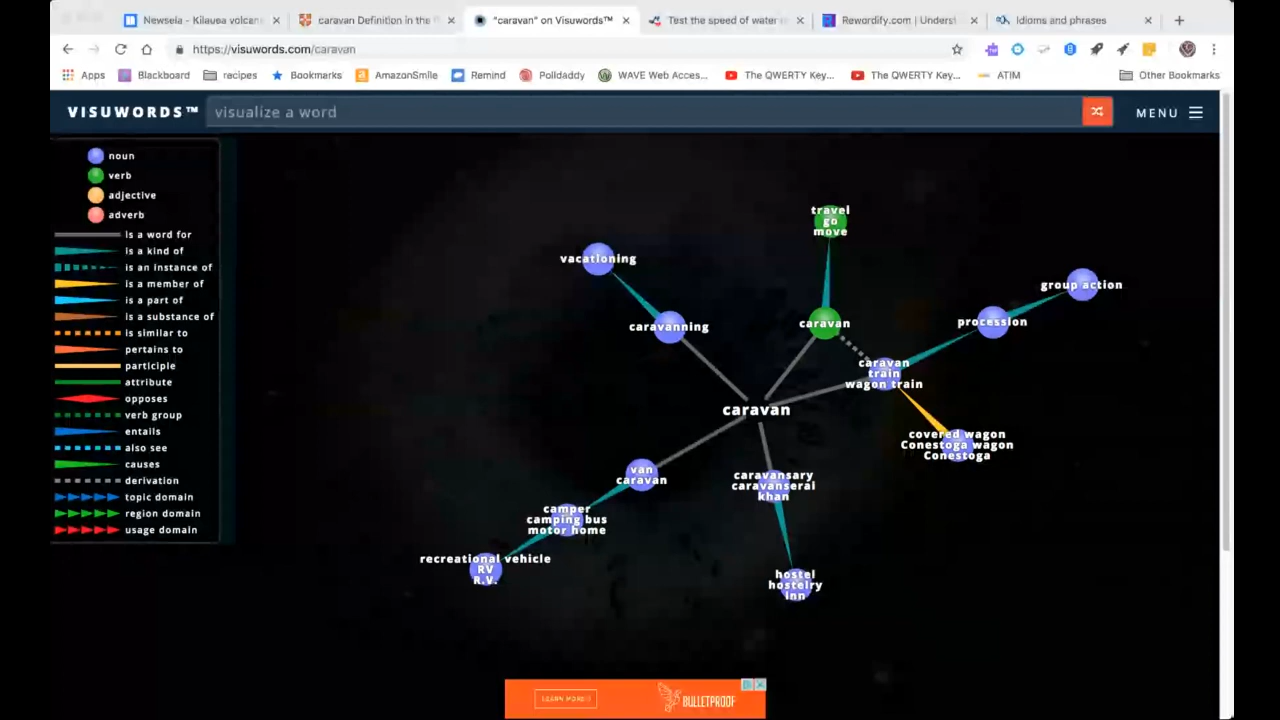 Newsela - Kilauea volcan
caravan Definition in the
"caravan" on Visuwords™
Test the speed of water
Rewordify.com | Underst
Idioms and phrases
https://visuwords.com/caravan
Apps
Blackboard
recipes
Bookmarks
AmazonSmile
Remind
Polldaddy
WAVE Web Acces...
The QWERTY Key...
The QWERTY Key...
ATIM
Other Bookmarks
VISUWORDS™
visualize a word
MENU
noun
verb
adjective
adverb
is a word for
is a kind of
is an instance of
is a member of
is a part of
is a substance of
is similar to
pertains to
participle
attribute
opposes
verb group
entails
also see
causes
derivation
topic domain
region domain
usage domain
travel
go
move
vacationing
group action
caravanning
caravan
procession
caravan
train
wagon train
caravan
covered wagon
Conestoga wagon
Conestoga
van
caravan
caravansary
caravanserai
khan
camper
camping bus
motor home
recreational vehicle
RV
R.V.
hostel
hostelry
inn
LEARN MORE
BULLETPROOF